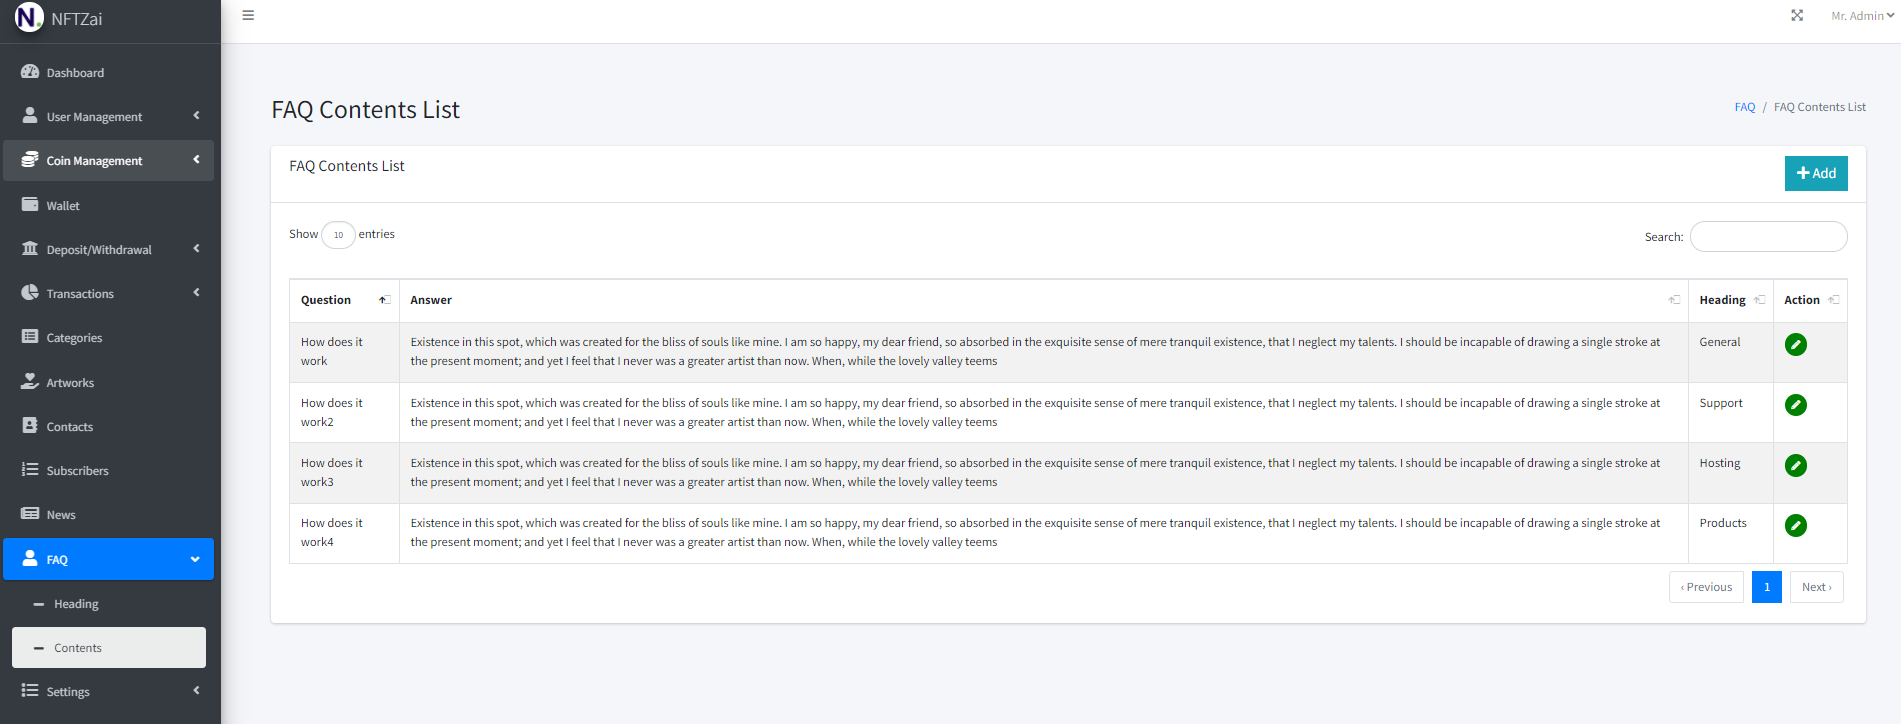 N.
NFTZai
Mr. Admin
Dashboard
User Management
Coin Management
Wallet
Deposit/Withdrawal
Transactions
Categories
Artworks
Contacts
Subscribers
News
FAQ
Heading
Contents
Settings
FAQ Contents List
FAQ / FAQ Contents List
FAQ Contents List
Add
Show 10 entries
Search:
Question Answer Heading Action
How does it
work
Existence in this spot, which was created for the bliss of souls like mine. I am so happy, my dear friend, so absorbed in the exquisite sense of mere tranquil existence, that I neglect my talents. I should be incapable of drawing a single stroke at
the present moment; and yet I feel that I never was a greater artist than now. When, while the lovely valley teems
General
How does it
work2
Existence in this spot, which was created for the bliss of souls like mine. I am so happy, my dear friend, so absorbed in the exquisite sense of mere tranquil existence, that I neglect my talents. I should be incapable of drawing a single stroke at
the present moment; and yet I feel that I never was a greater artist than now. When, while the lovely valley teems
Support
How does it
work3
Existence in this spot, which was created for the bliss of souls like mine. I am so happy, my dear friend, so absorbed in the exquisite sense of mere tranquil existence, that I neglect my talents. I should be incapable of drawing a single stroke at
the present moment; and yet I feel that I never was a greater artist than now. When, while the lovely valley teems
Hosting
How does it
work4
Existence in this spot, which was created for the bliss of souls like mine. I am so happy, my dear friend, so absorbed in the exquisite sense of mere tranquil existence, that I neglect my talents. I should be incapable of drawing a single stroke at
the present moment; and yet I feel that I never was a greater artist than now. When, while the lovely valley teems
Products
‹ Previous 1 Next ›